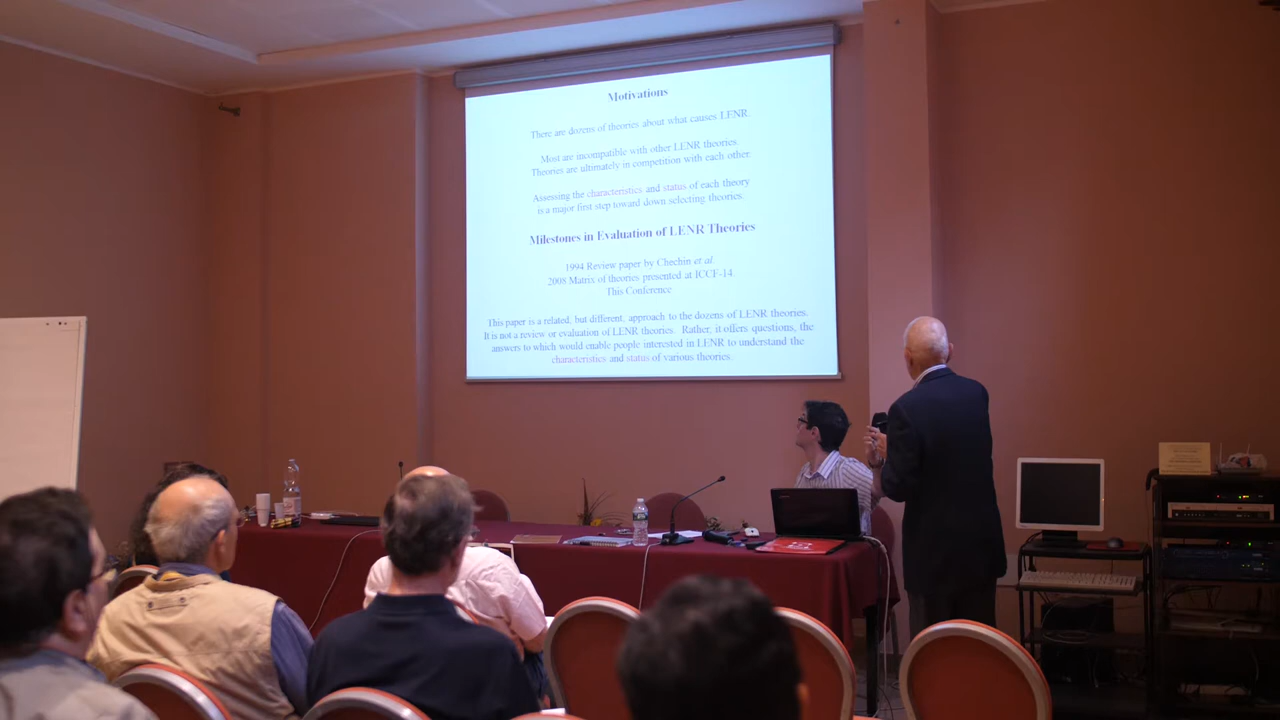 Motivations
There are dozens of theories about what causes LENR.
Most are incompatible with other LENR theories.
Theories are ultimately in competition with each other.
Assessing the characteristics and status of each theory
is a major first step toward down selecting theories.
Milestones in Evaluation of LENR Theories
1994 Review paper by Chechin et al.
2008 Matrix of theories presented at ICCF-14
This Conference
This paper is a related, but different, approach to the dozens of LENR theories.
It is not a review or evaluation of LENR theories. Rather, it offers questions, the
answers to which would enable people interested in LENR to understand the
characteristics and status of various theories.